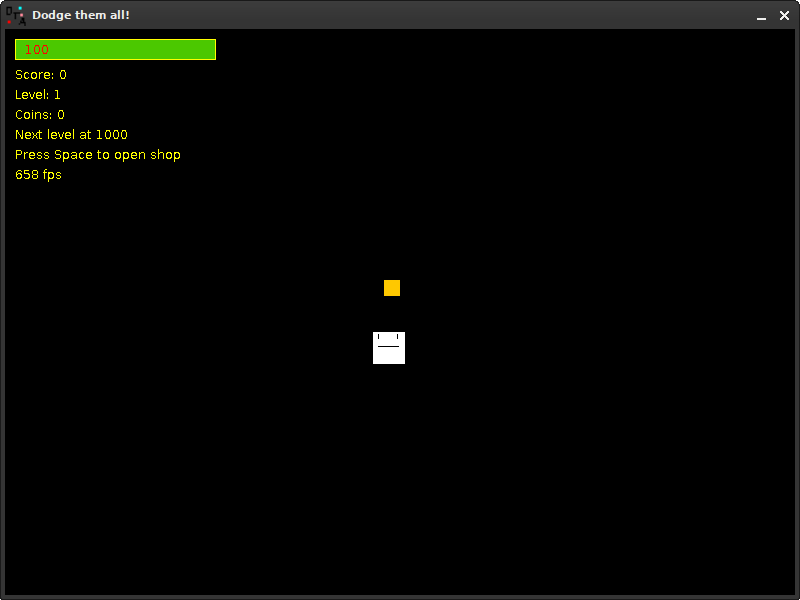 Dodge them all!
100
Score: 0
Level: 1
Coins: 0
Next level at 1000
Press Space to open shop
658 fps